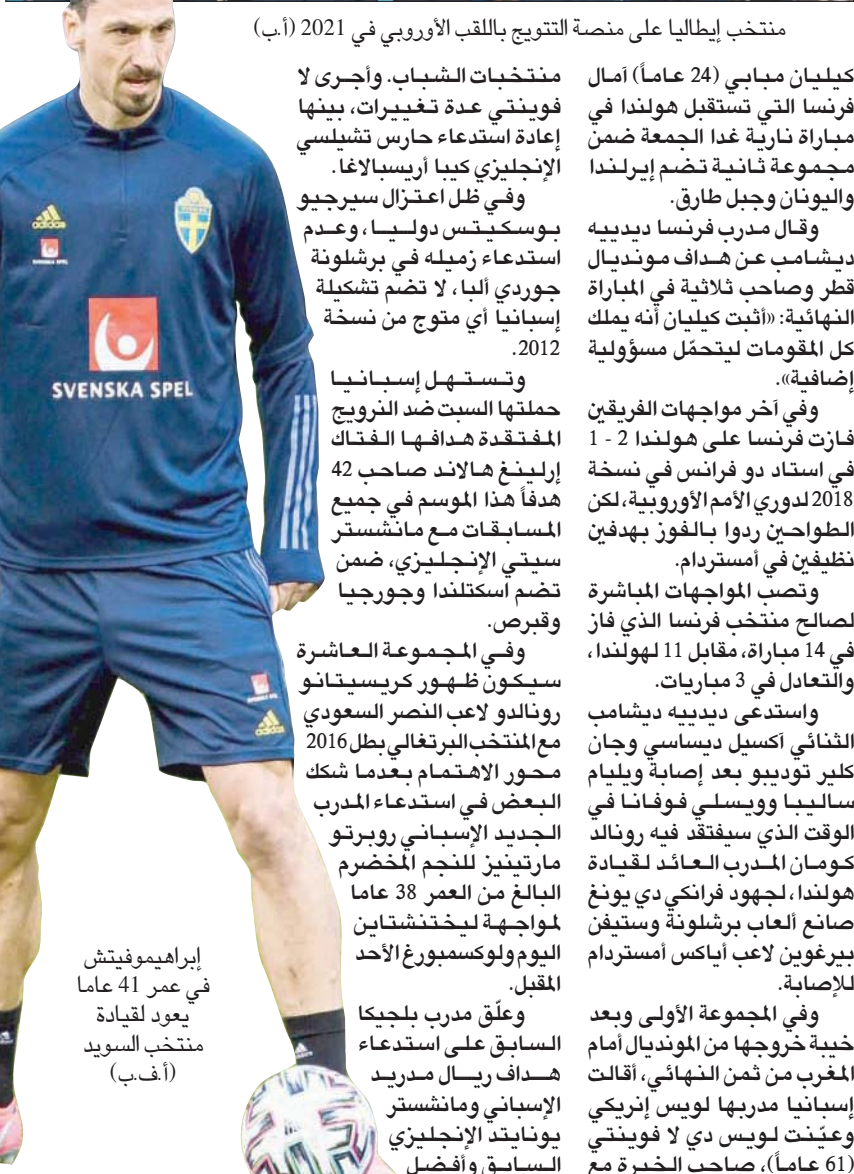 منتخب إيطاليا على منصة التتويج باللقب الأوروبي في 2021 (أ.ب)
كيليان مبابي (24 عاماً) آمال
فرنسا التي تستقبل هولندا في
مباراة نارية غدا الجمعة ضمن
مجموعة ثانية تضم إيرلندا
واليونان وجبل طارق.
وقال مدرب فرنسا ديدييه
ديشامب عن هداف مونديال
قطر وصاحب ثلاثية في المباراة
النهائية: «أثبت كيليان أنه يملك
كل المقومات ليتحمّل مسؤولية
إضافية».
وفي آخر مواجهات الفريقين
فازت فرنسا على هولندا 2 - 1
في استاد دو فرانس في نسخة
2018 لدوري الأمم الأوروبية، لكن
الطواحين ردوا بالفوز بهدفين
نظيفين في أمستردام.
وتصب المواجهات المباشرة
لصالح منتخب فرنسا الذي فاز
في 14 مباراة، مقابل 11 لهولندا،
والتعادل في 3 مباريات.
واستدعى ديدييه ديشامب
الثنائي آكسيل ديساسي وجان
كلير توديبو بعد إصابة ويليام
ساليبا وويسلي فوفانا في
الوقت الذي سيفتقد فيه رونالد
كومان المدرب العائد لقيادة
هولندا، لجهود فرانكي دي يونغ
صانع ألعاب برشلونة وستيفن
بيرغوين لاعب أياكس أمستردام
للإصابة.
وفي المجموعة الأولى وبعد
خيبة خروجها من المونديال أمام
المغرب من ثمن النهائي، أقالت
إسبانيا مدربها لويس إنريكي
وعيّنت لويس دي لا فوينتي
(61 عاماً)، صاحب الخبرة مع
منتخبات الشباب. وأجرى لا
فوينتي عدة تغييرات، بينها
إعادة استدعاء حارس تشيلسي
الإنجليزي كيبا أريسبالاغا.
وفي ظل اعتزال سيرجيو
بوسكيتس دوليا، وعدم
استدعاء زميله في برشلونة
جوردي ألبا، لا تضم تشكيلة
إسبانيا أي متوج من نسخة
2012.
وتستهل إسبانيا
حملتها السبت ضد النرويج
المفتقدة هدافها الفتاك
إرلينغ هالاند صاحب 42
هدفاً هذا الموسم في جميع
المسابقات مع مانشستر
سيتي الإنجليزي، ضمن
تضم اسكتلندا وجورجيا
وقبرص.
وفي المجموعة العاشرة
سيكون ظهور كريسيتانو
رونالدو لاعب النصر السعودي
مع المنتخب البرتغالي بطل 2016
محور الاهتمام بعدما شكك
البعض في استدعاء المدرب
الجديد الإسباني روبرتو
مارتينيز للنجم المخضرم
البالغ من العمر 38 عاما
لمواجهة ليختنشتاين
اليوم ولوكسمبورغ الأحد
المقبل.
وعلّق مدرب بلجيكا
السابق على استدعاء
هداف ريال مدريد
الإسباني ومانشستر
يونايتد الإنجليزي
السابق وأفضل
adidas
SVENSKA SPEL
إبراهيموفيتش
في عمر 41 عاما
يعود لقيادة
منتخب السويد
(أ.ف.ب)